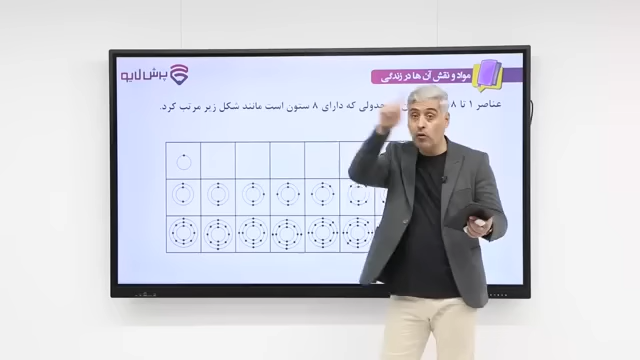 پرش لایو
مواد و نقش آن ها در زندگی
عناصر ۱ تا ۸ جدولی که دارای ۸ ستون است مانند شکل زیر مرتب کرد.